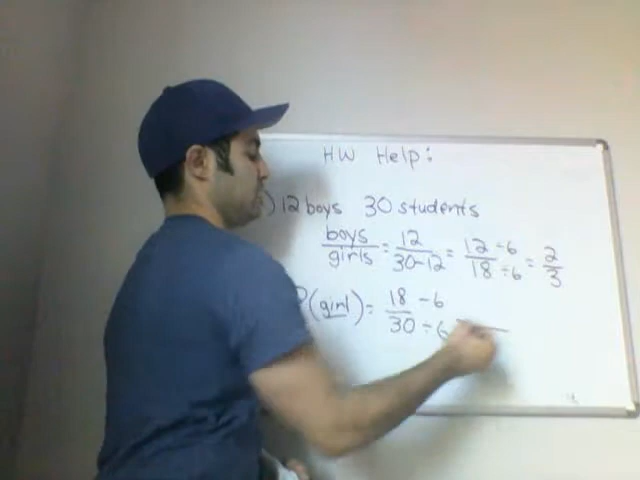 HW Help:
) 12 boys 30 students
boys/girls = 12/30-12 = 12÷6/18÷6 = 2/3
P(girl) = 18-6/30÷6